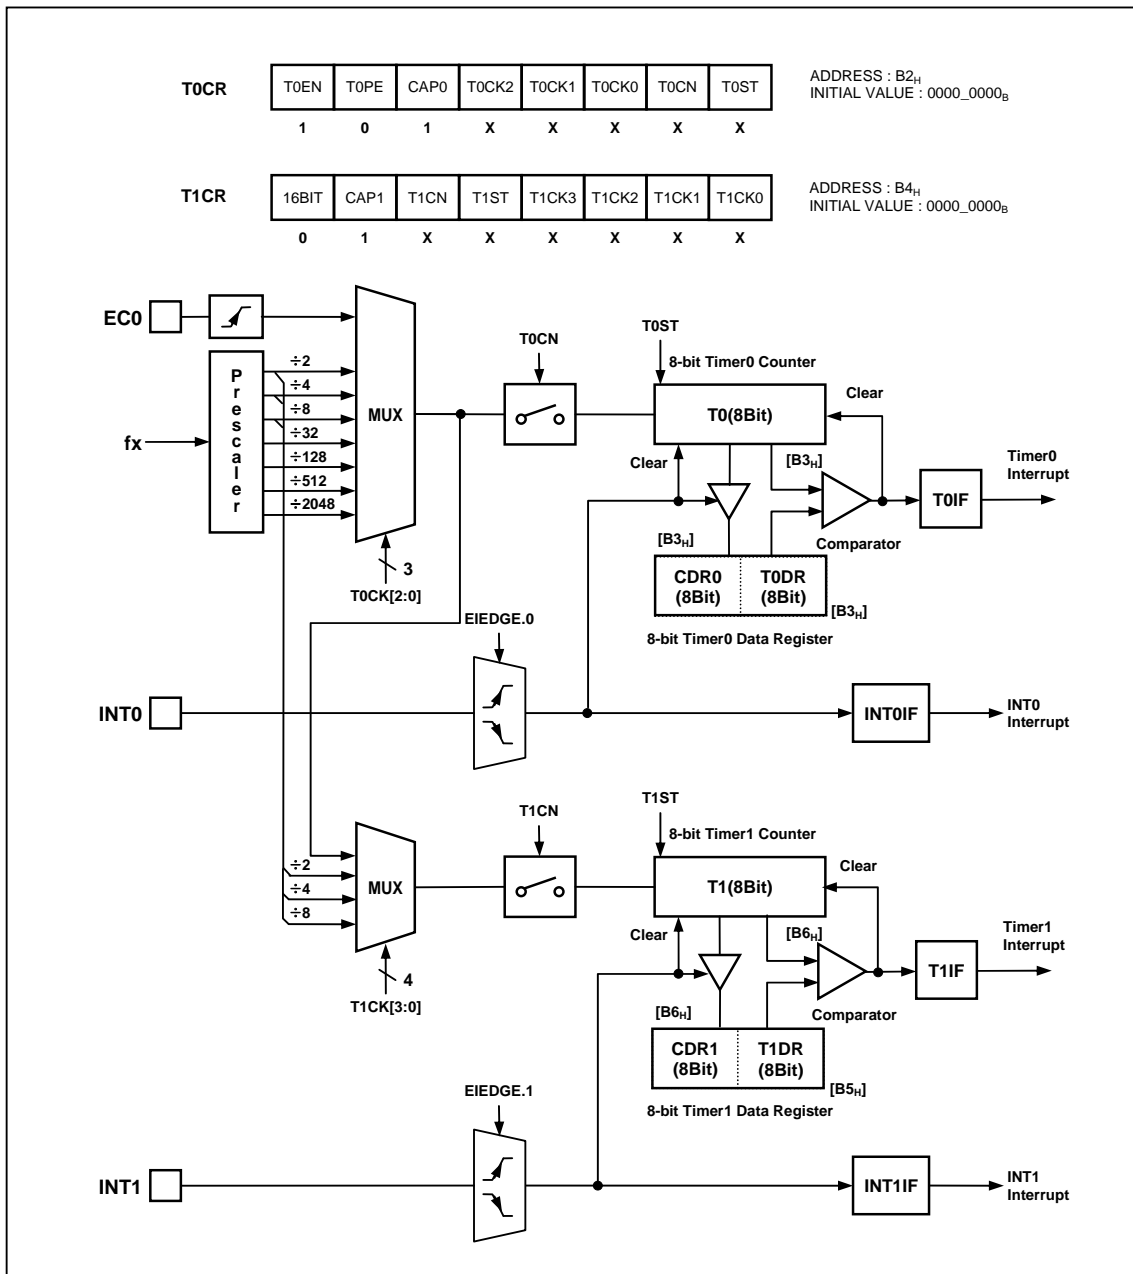 T0CR T0EN T0PE CAP0 T0CK2 T0CK1 T0CK0 T0CN T0ST
ADDRESS : B2H
INITIAL VALUE : 0000_0000B
1 0 1 X X X X X
T1CR 16BIT CAP1 T1CN T1ST T1CK3 T1CK2 T1CK1 T1CK0
ADDRESS : B4H
INITIAL VALUE : 0000_0000B
0 1 X X X X X X
EC0
fx
Prescaler
÷2
÷4
÷8
÷32
÷128
÷512
÷2048
MUX
3
T0CK[2:0]
T0CN
T0ST
8-bit Timer0 Counter
T0(8Bit)
Clear
Clear
[B3H]
Comparator
T0IF
Timer0
Interrupt
[B3H]
CDR0
(8Bit)
T0DR
(8Bit)
[B3H]
8-bit Timer0 Data Register
EIEDGE.0
INT0
INT0IF
INT0
Interrupt
÷2
÷4
÷8
MUX
4
T1CK[3:0]
T1CN
T1ST
8-bit Timer1 Counter
T1(8Bit)
Clear
Clear
[B6H]
Comparator
T1IF
Timer1
Interrupt
[B6H]
CDR1
(8Bit)
T1DR
(8Bit)
[B5H]
8-bit Timer1 Data Register
EIEDGE.1
INT1
INT1IF
INT1
Interrupt